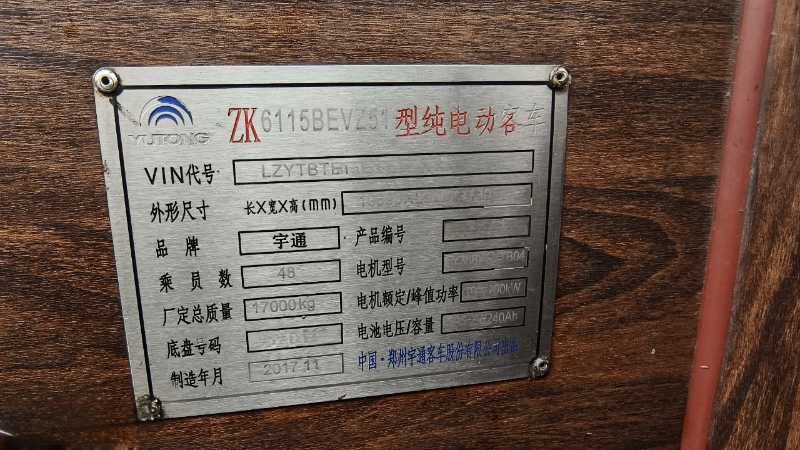 YUTONG
ZK6115BEVZ51型纯电动客车
VIN代号 LZYTBTE
外形尺寸 长X宽X高(mm)
品牌 宇通 产品编号
乘员数 48 电机型号
厂定总质量 17000kg 电机额定/峰值功率
底盘号码 电池电压/容量 240Ah
制造年月 2017.11 中国·郑州宇通客车股份有限公司出品